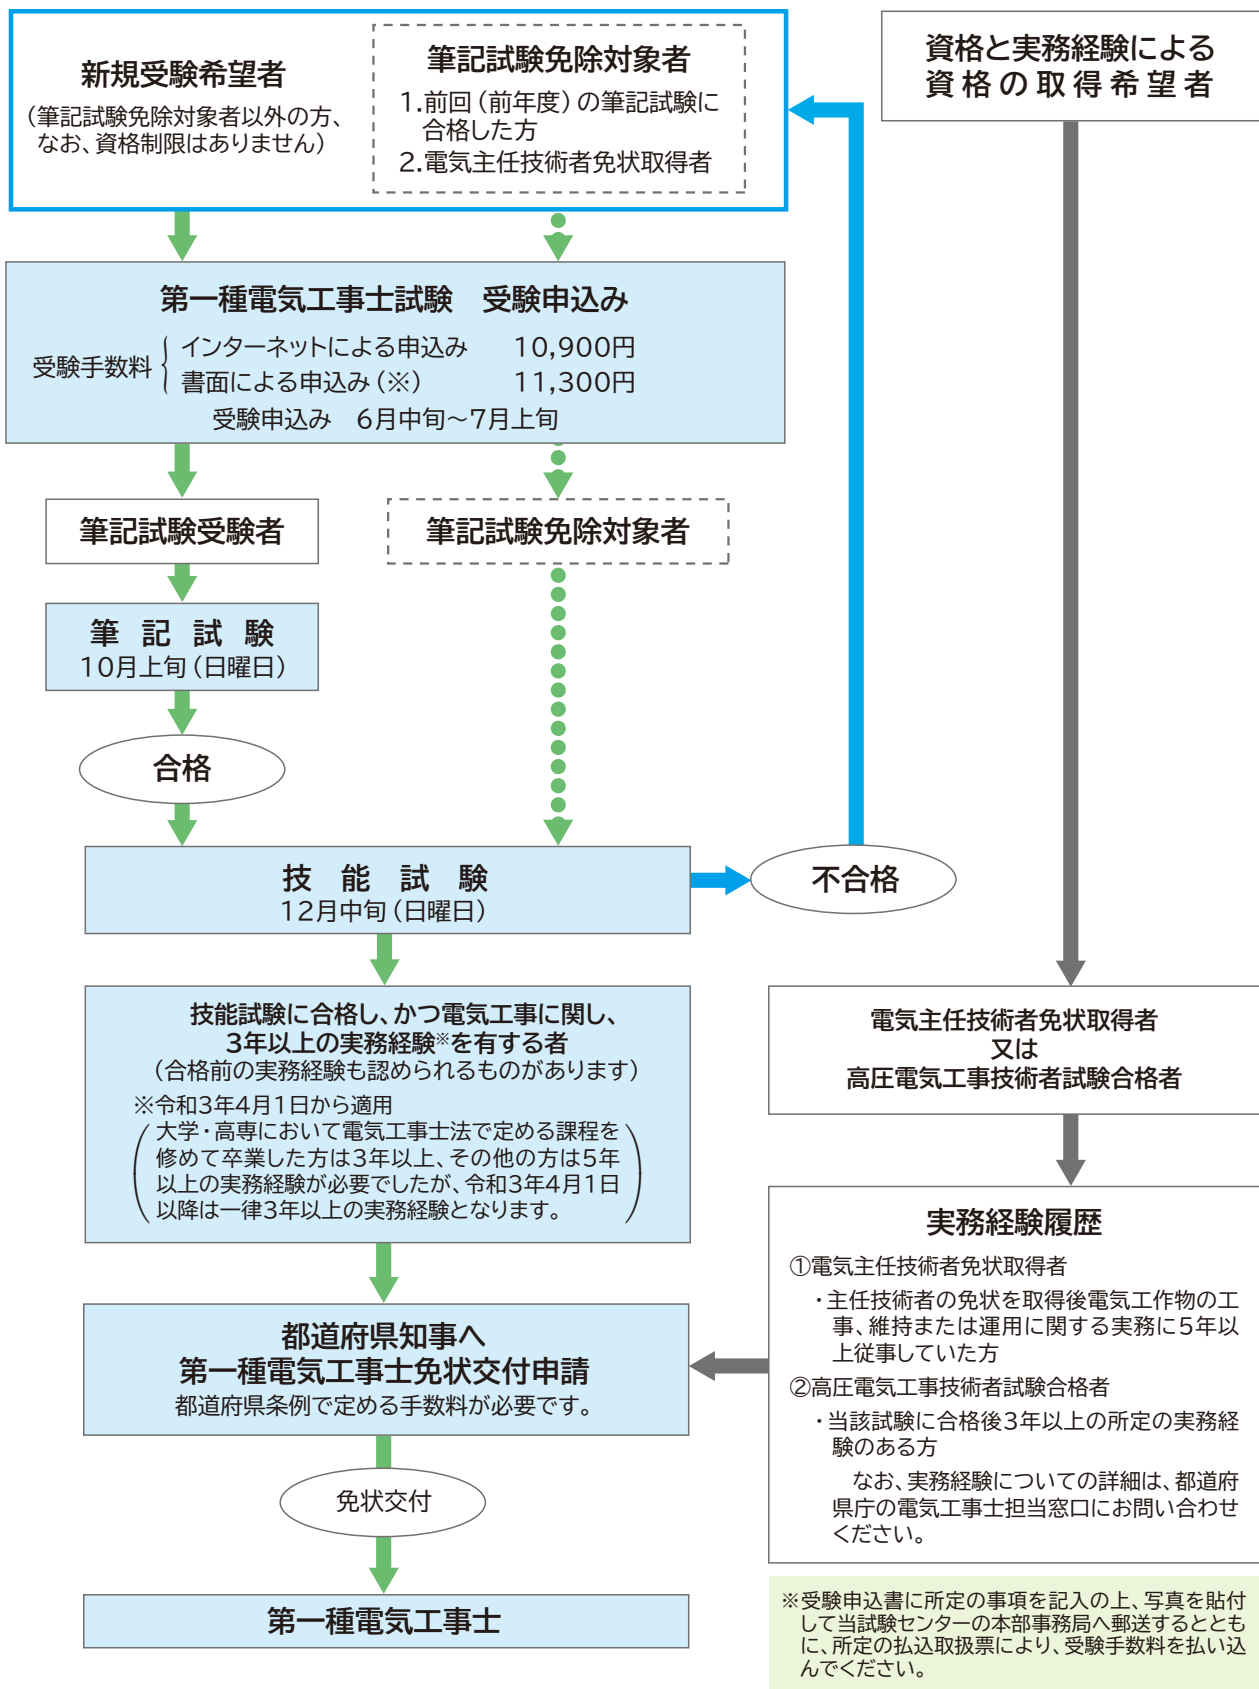 新規受験希望者
（筆記試験免除対象者以外の方、
なお、資格制限はありません）
筆記試験免除対象者
1.前回（前年度）の筆記試験に
合格した方
2.電気主任技術者免状取得者
資格と実務経験による
資格の取得希望者
第一種電気工事士試験　受験申込み
受験手数料
インターネットによる申込み　10,900円
書面による申込み（※）　11,300円
受験申込み　6月中旬～7月上旬
筆記試験受験者
筆記試験免除対象者
筆記試験
10月上旬（日曜日）
合格
技能試験
12月中旬（日曜日）
不合格
技能試験に合格し、かつ電気工事に関し、
3年以上の実務経験※を有する者
（合格前の実務経験も認められるものがあります）
※令和3年4月1日から適用
大学・高専において電気工事士法で定める課程を
修めて卒業した方は3年以上、その他の方は5年
以上の実務経験が必要でしたが、令和3年4月1日
以降は一律3年以上の実務経験となります。
電気主任技術者免状取得者
又は
高圧電気工事技術者試験合格者
実務経験履歴
①電気主任技術者免状取得者
・主任技術者の免状を取得後電気工作物の工
事、維持または運用に関する実務に5年以
上従事していた方
②高圧電気工事技術者試験合格者
・当該試験に合格後3年以上の所定の実務経
験のある方
なお、実務経験についての詳細は、都道府
県庁の電気工事士担当窓口にお問い合わせ
ください。
都道府県知事へ
第一種電気工事士免状交付申請
都道府県条例で定める手数料が必要です。
免状交付
第一種電気工事士
※受験申込書に所定の事項を記入の上、写真を貼付
して当試験センターの本部事務局へ郵送するととも
に、所定の払込取扱票により、受験手数料を払い込
んでください。